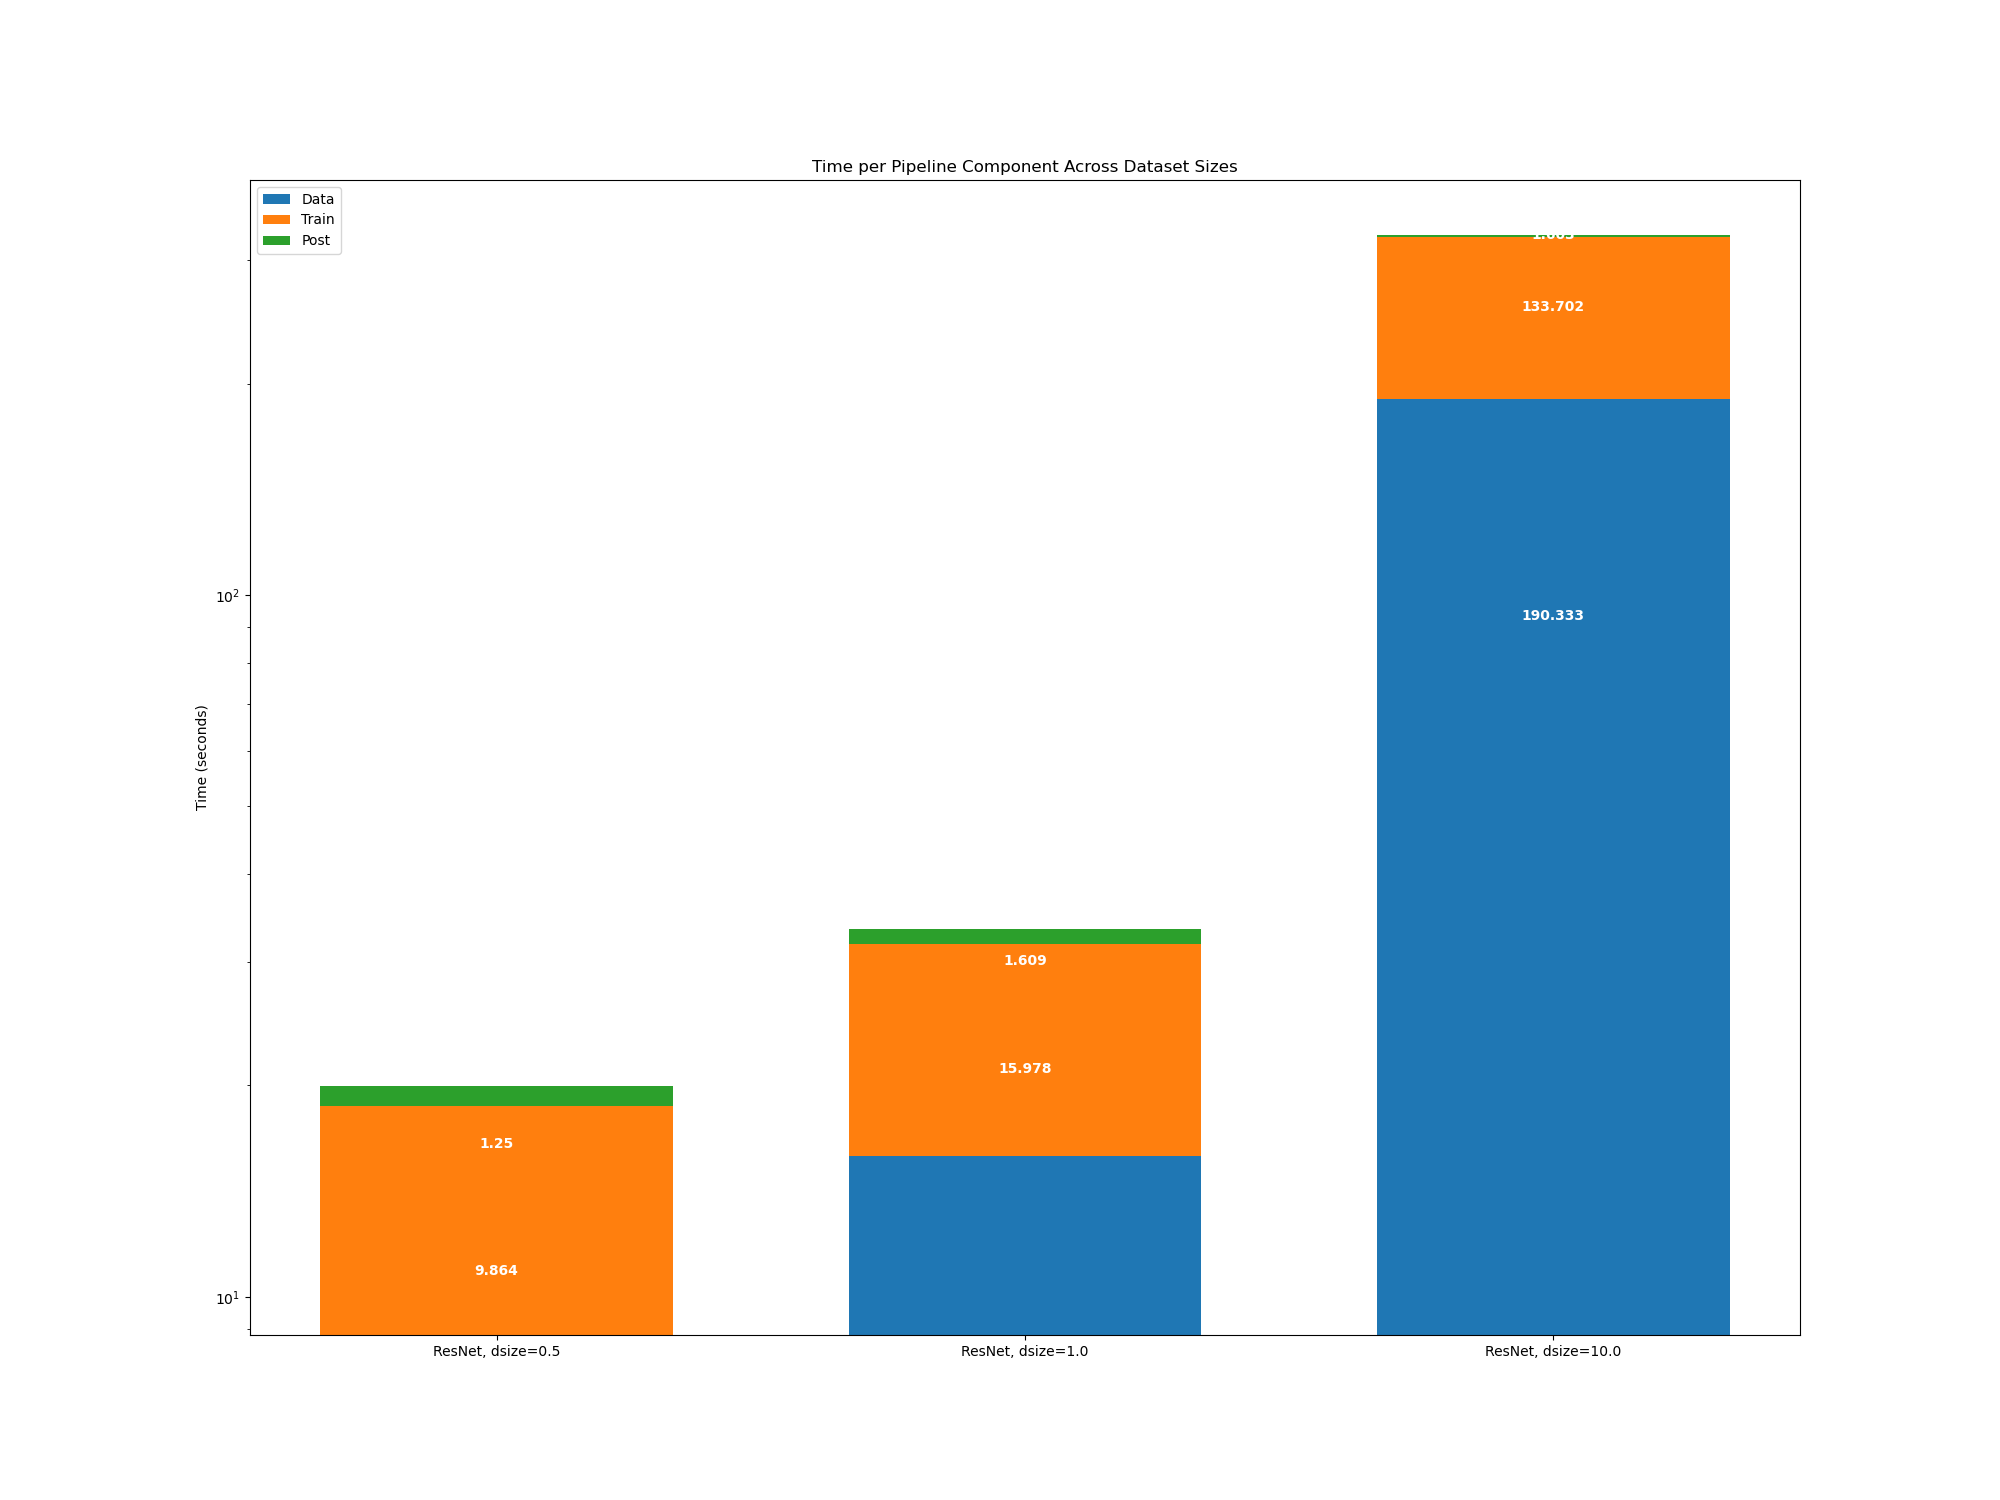 Time per Pipeline Component Across Dataset Sizes
Data
Train
Post
Time (seconds)
10²
10¹
133.702
190.333
1.609
15.978
1.25
9.864
ResNet, dsize=0.5
ResNet, dsize=1.0
ResNet, dsize=10.0